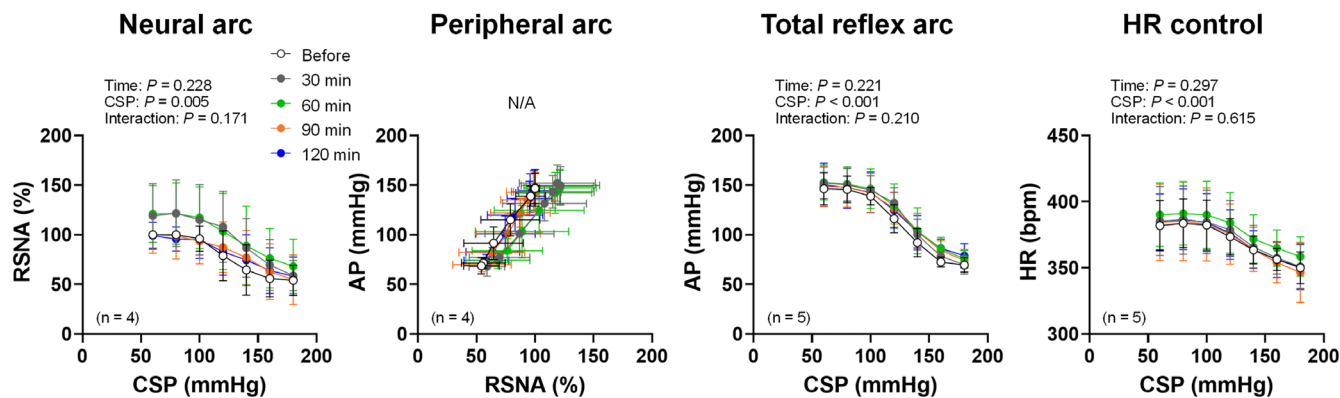 Neural arc
Time: P = 0.228
CSP: P = 0.005
Interaction: P = 0.171
Before
30 min
60 min
90 min
120 min
RSNA (%)
200
150
100
50
0
(n = 4)
0 50 100 150 200
CSP (mmHg)
Peripheral arc
N/A
AP (mmHg)
200
150
100
50
0
(n = 4)
0 50 100 150 200
RSNA (%)
Total reflex arc
Time: P = 0.221
CSP: P < 0.001
Interaction: P = 0.210
AP (mmHg)
200
150
100
50
0
(n = 5)
0 50 100 150 200
CSP (mmHg)
HR control
Time: P = 0.297
CSP: P < 0.001
Interaction: P = 0.615
HR (bpm)
450
400
350
300
(n = 5)
0 50 100 150 200
CSP (mmHg)